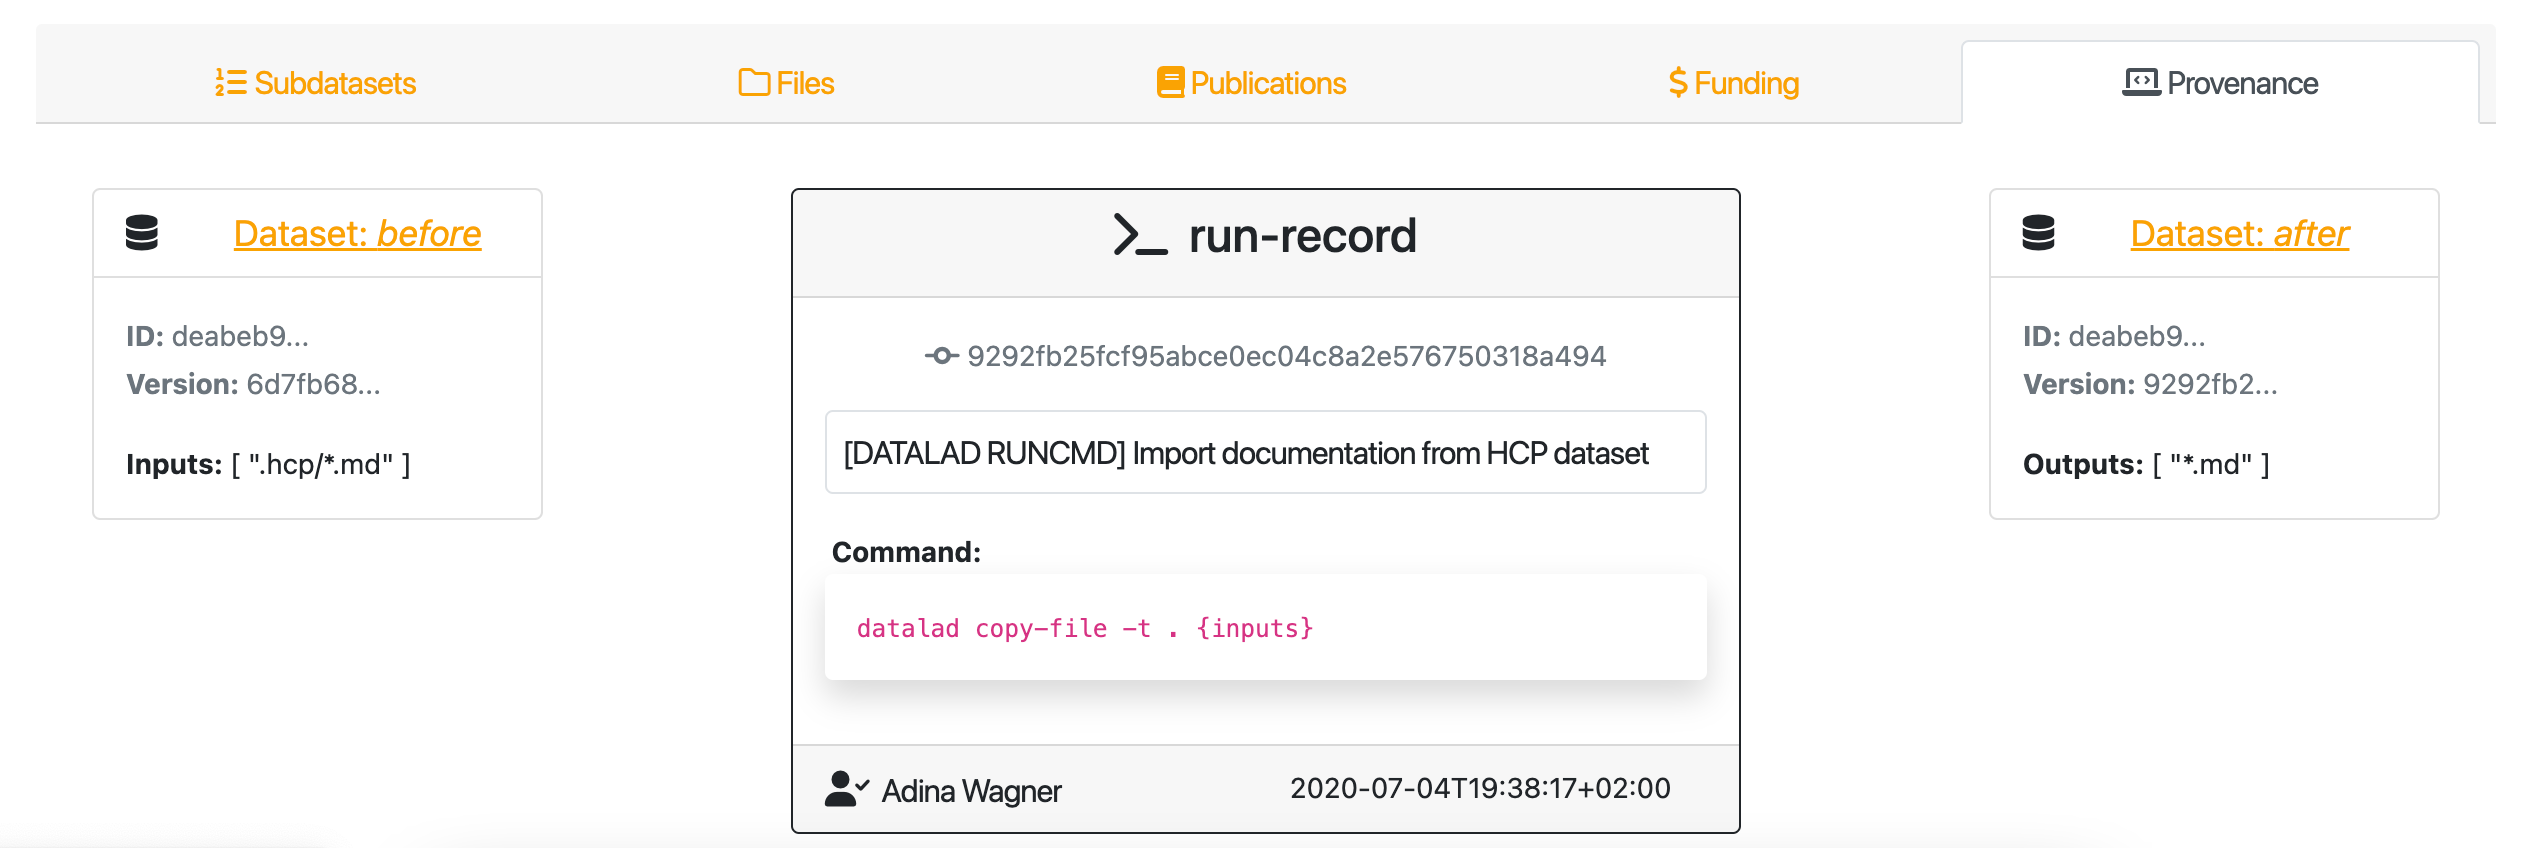 Subdatasets
Files
Publications
Funding
Provenance
Dataset: before
ID: deabeb9...
Version: 6d7fb68...
Inputs: [ ".hcp/*.md" ]
run-record
9292fb25fcf95abce0ec04c8a2e576750318a494
[DATALAD RUNCMD] Import documentation from HCP dataset
Command:
datalad copy-file -t . {inputs}
Adina Wagner
2020-07-04T19:38:17+02:00
Dataset: after
ID: deabeb9...
Version: 9292fb2...
Outputs: [ "*.md" ]